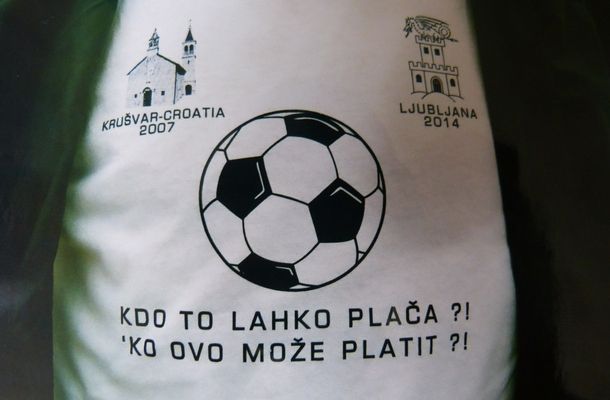 KRUŠVAR-CROATIA
2007
LJUBLJANA
2014
KDO TO LAHKO PLAČA ?!
'KO OVO MOŽE PLATIT ?!